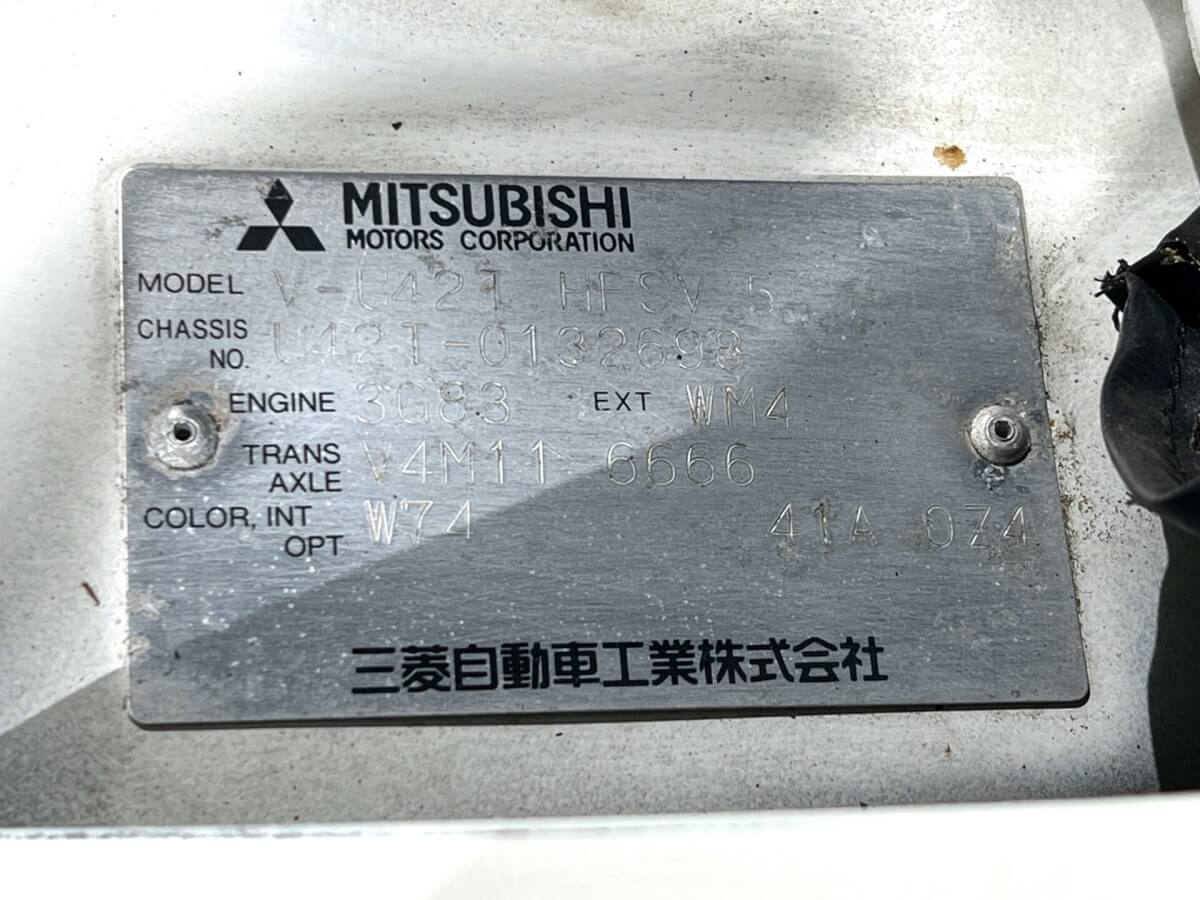 MITSUBISHI
MOTORS CORPORATION
MODEL V-U42T HFSV 5
CHASSIS NO. U42T-0132698
ENGINE 3G83 EXT WM4
TRANS AXLE V4M11 6666
COLOR, INT OPT W74 41A 0Z4
三菱自動車工業株式会社